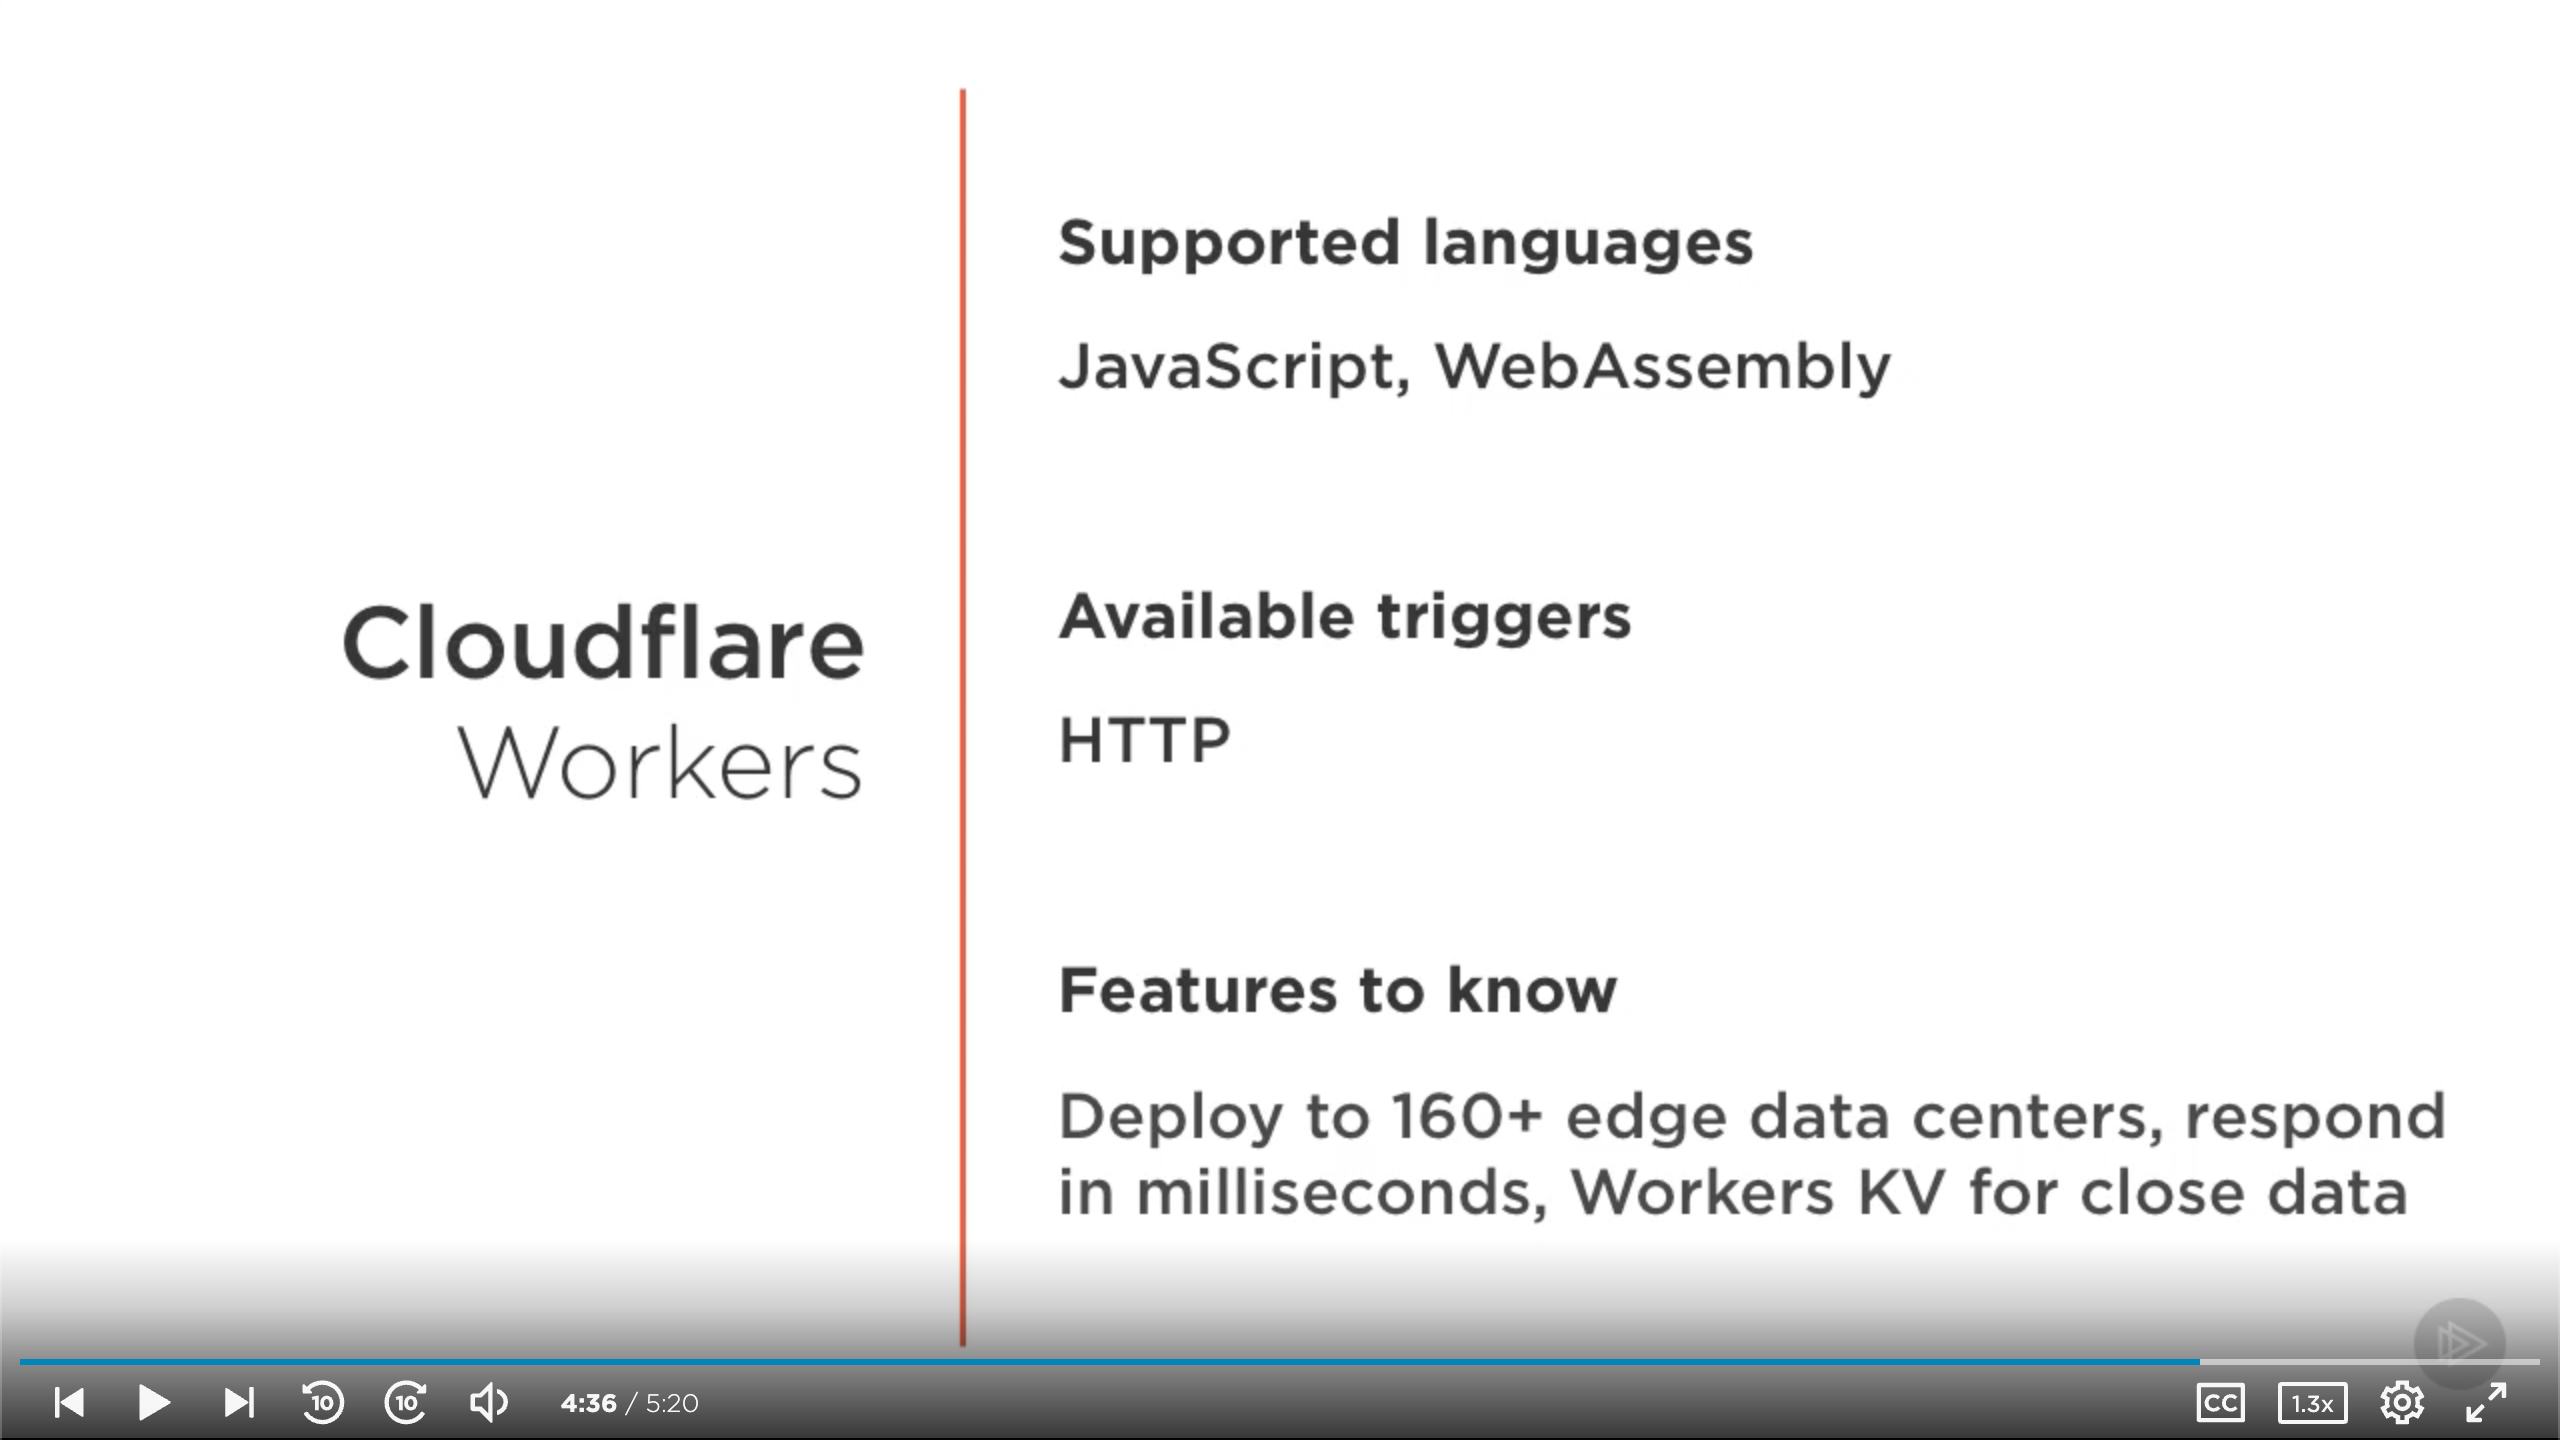 Cloudflare
Workers
Supported languages
JavaScript, WebAssembly
Available triggers
HTTP
Features to know
Deploy to 160+ edge data centers, respond
in milliseconds, Workers KV for close data
10
10
4:36 / 5:20
CC
1.3x